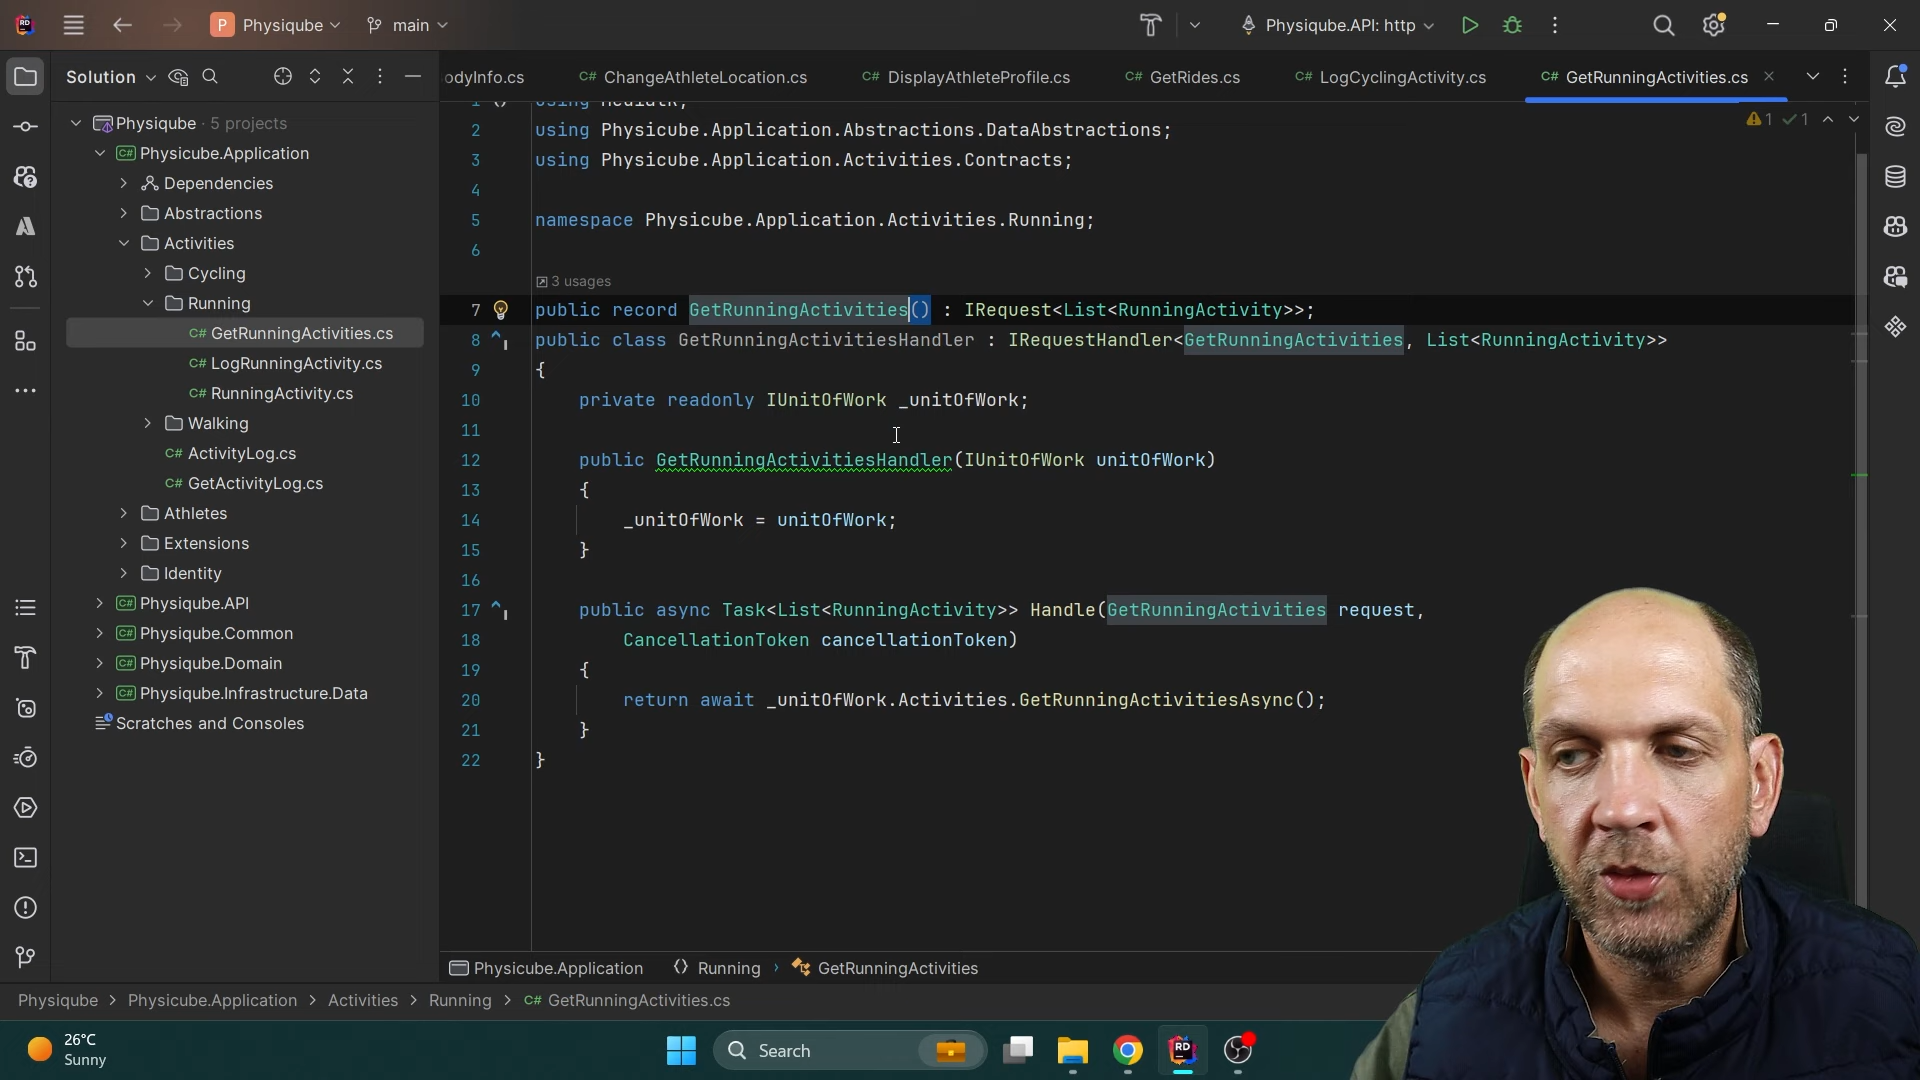 Physiqube
main
Physiqube.API: http
Solution
odyInfo.cs
C# ChangeAthleteLocation.cs
C# DisplayAthleteProfile.cs
C# GetRides.cs
C# LogCyclingActivity.cs
C# GetRunningActivities.cs
Physiqube · 5 projects
C# Physicube.Application
Dependencies
Abstractions
Activities
Cycling
Running
C# GetRunningActivities.cs
C# LogRunningActivity.cs
C# RunningActivity.cs
Walking
C# ActivityLog.cs
C# GetActivityLog.cs
Athletes
Extensions
Identity
C# Physiqube.API
C# Physiqube.Common
C# Physiqube.Domain
C# Physiqube.Infrastructure.Data
Scratches and Consoles
1 using MediatR;
2 using Physicube.Application.Abstractions.DataAbstractions;
3 using Physicube.Application.Activities.Contracts;
4
5 namespace Physicube.Application.Activities.Running;
6
3 usages
7 public record GetRunningActivities() : IRequest<List<RunningActivity>>;
8 public class GetRunningActivitiesHandler : IRequestHandler<GetRunningActivities, List<RunningActivity>>
9 {
10 private readonly IUnitOfWork _unitOfWork;
11
12 public GetRunningActivitiesHandler(IUnitOfWork unitOfWork)
13 {
14 _unitOfWork = unitOfWork;
15 }
16
17 public async Task<List<RunningActivity>> Handle(GetRunningActivities request,
18 CancellationToken cancellationToken)
19 {
20 return await _unitOfWork.Activities.GetRunningActivitiesAsync();
21 }
22 }
1 1
Physicube.Application
Running
GetRunningActivities
Physiqube > Physicube.Application > Activities > Running > C# GetRunningActivities.cs
26°C
Sunny
Search